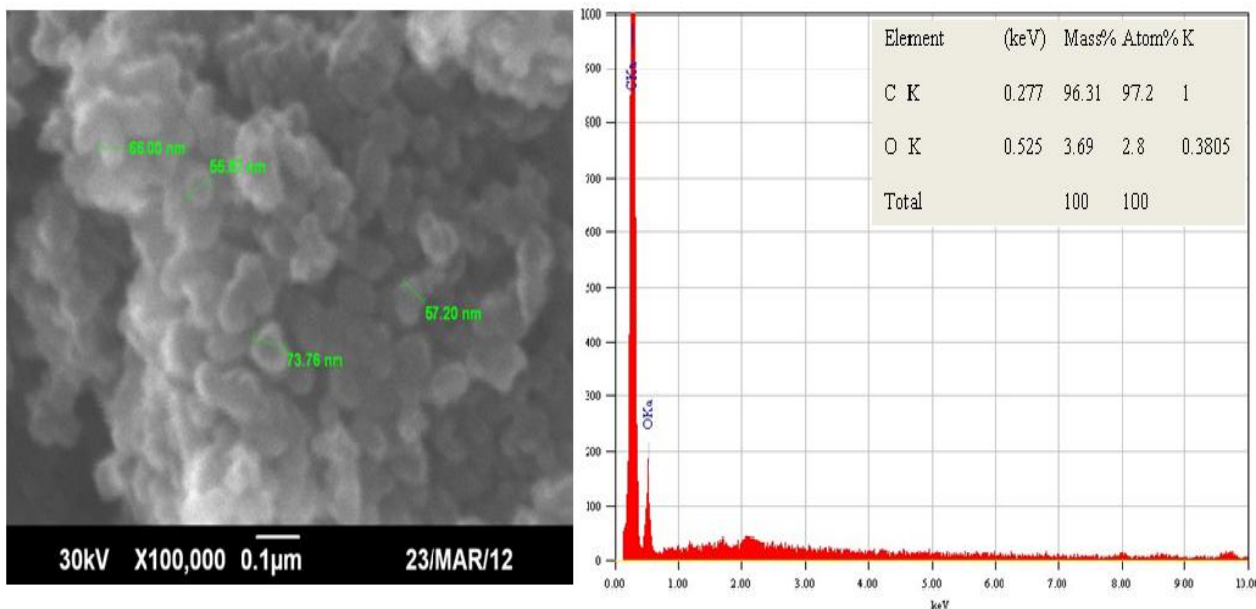 66.00 nm
57.20 nm
73.76 nm
30kV X100,000 0.1µm 23/MAR/12
Element (keV) Mass% Atom% K
C K 0.277 96.31 97.2 1
O K 0.525 3.69 2.8 0.3805
Total 100 100
CKa
OKa
1000
900
800
700
600
500
400
300
200
100
0
0.00 1.00 2.00 3.00 4.00 5.00 6.00 7.00 8.00 9.00 10.00
keV